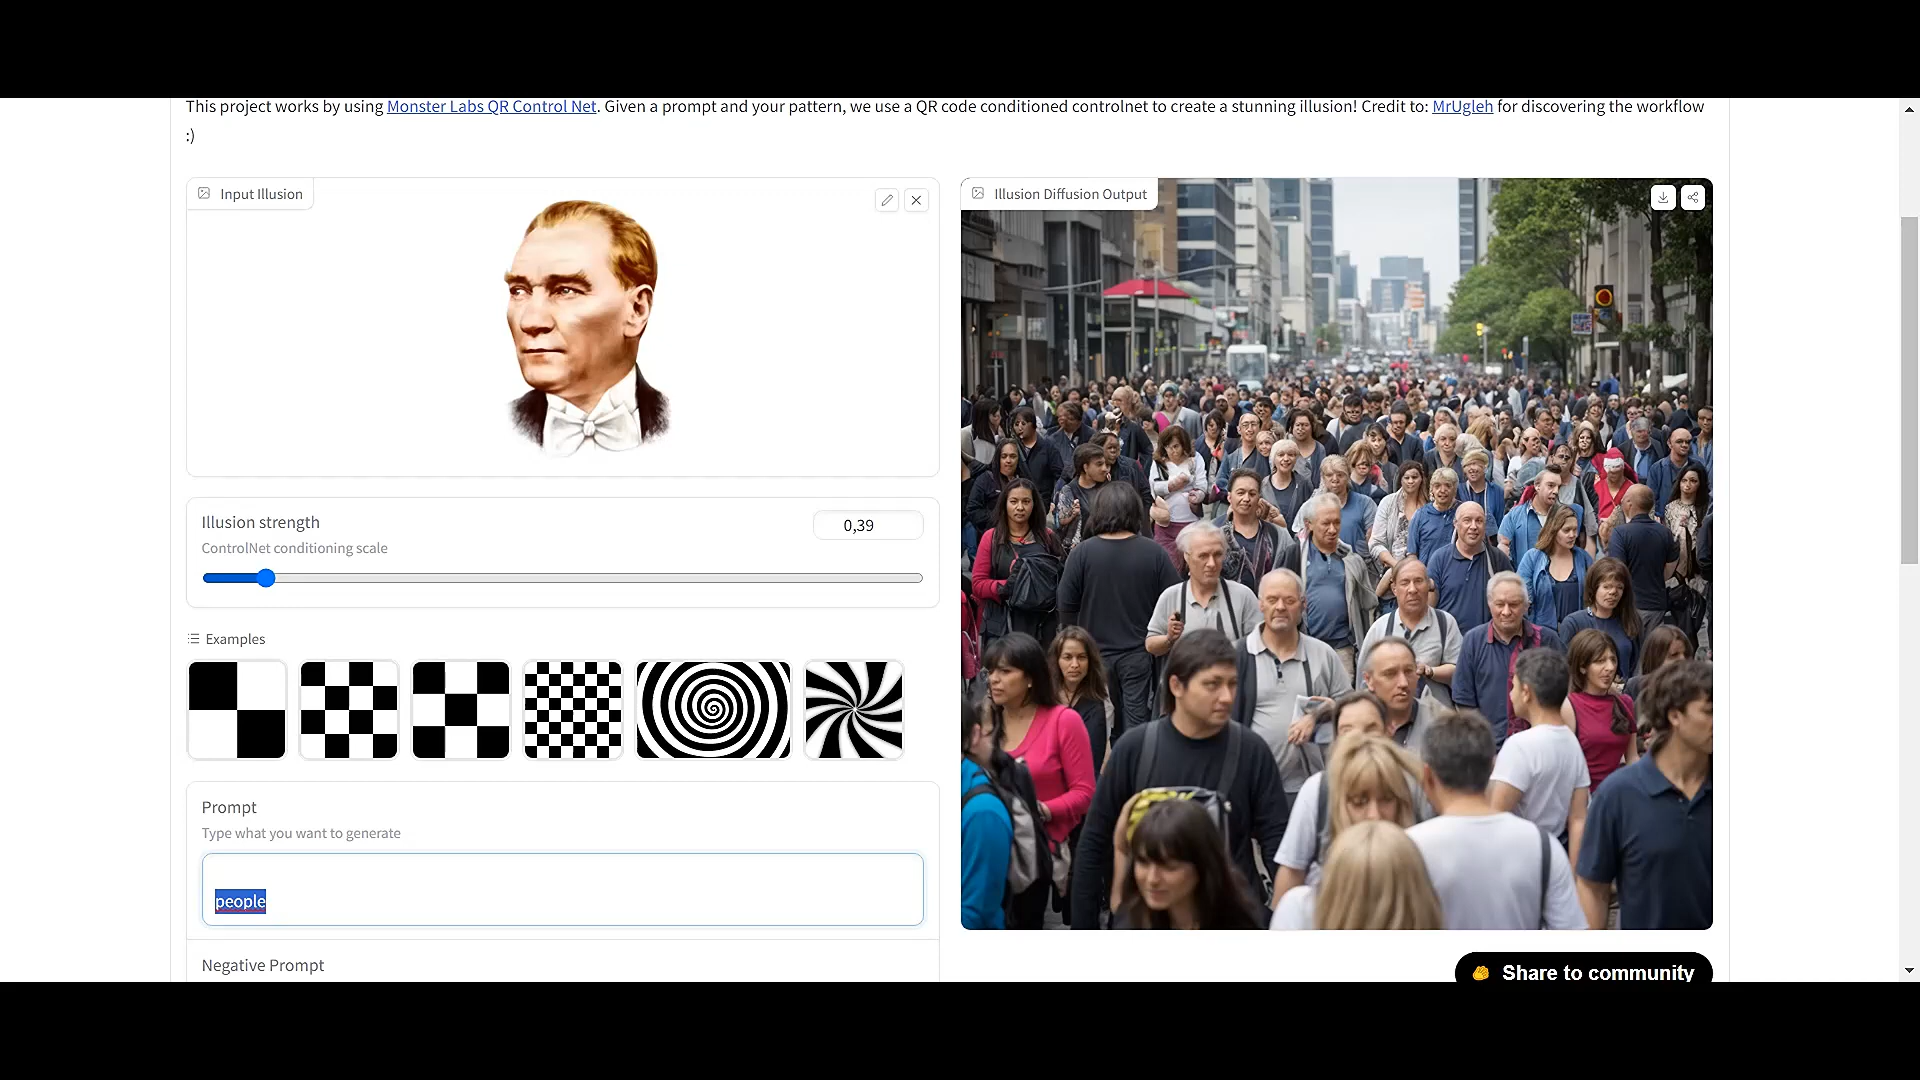 This project works by using Monster Labs QR Control Net. Given a prompt and your pattern, we use a QR code conditioned controlnet to create a stunning illusion! Credit to: MrUgleh for discovering the workflow
:)
Input Illusion
Illusion Diffusion Output
Illusion strength
0,39
ControlNet conditioning scale
Examples
Prompt
Type what you want to generate
people
Negative Prompt
Share to community